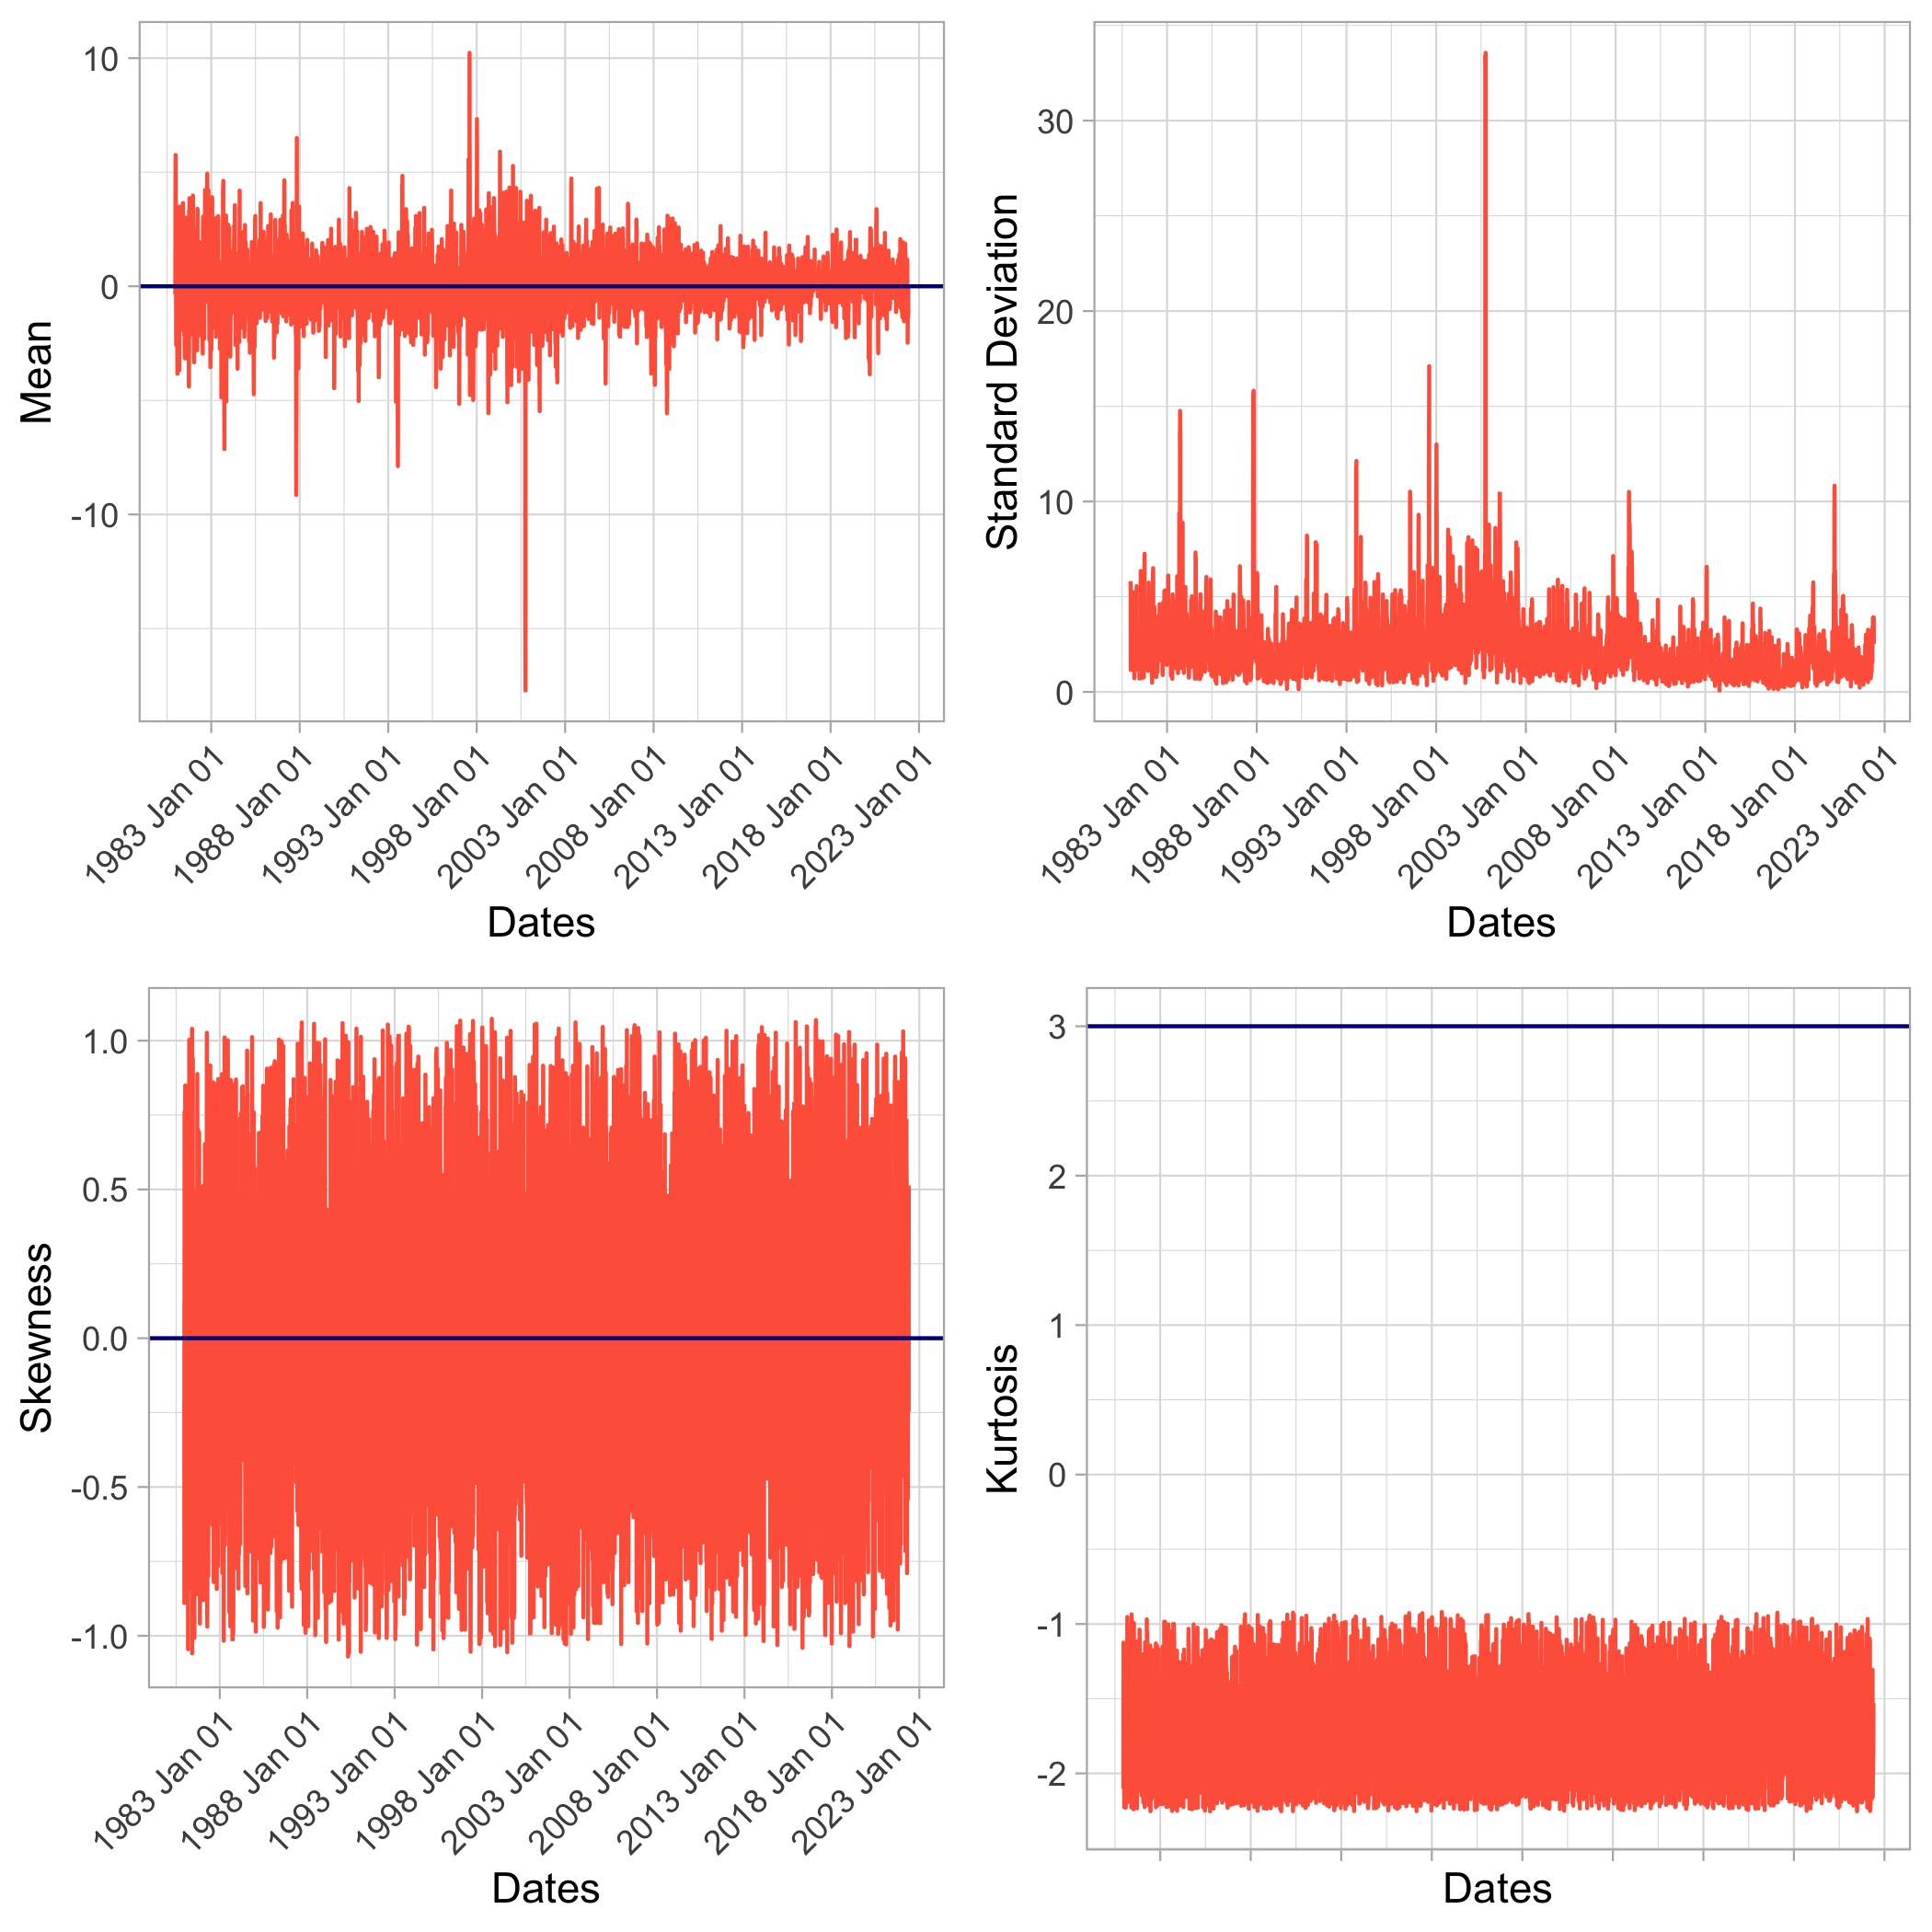 Mean
10
0
-10
1983 Jan 01
1988 Jan 01
1993 Jan 01
1998 Jan 01
2003 Jan 01
2008 Jan 01
2013 Jan 01
2018 Jan 01
2023 Jan 01
Dates
Standard Deviation
30
20
10
0
1983 Jan 01
1988 Jan 01
1993 Jan 01
1998 Jan 01
2003 Jan 01
2008 Jan 01
2013 Jan 01
2018 Jan 01
2023 Jan 01
Dates
Skewness
1.0
0.5
0.0
-0.5
-1.0
1983 Jan 01
1988 Jan 01
1993 Jan 01
1998 Jan 01
2003 Jan 01
2008 Jan 01
2013 Jan 01
2018 Jan 01
2023 Jan 01
Dates
Kurtosis
3
2
1
0
-1
-2
Dates